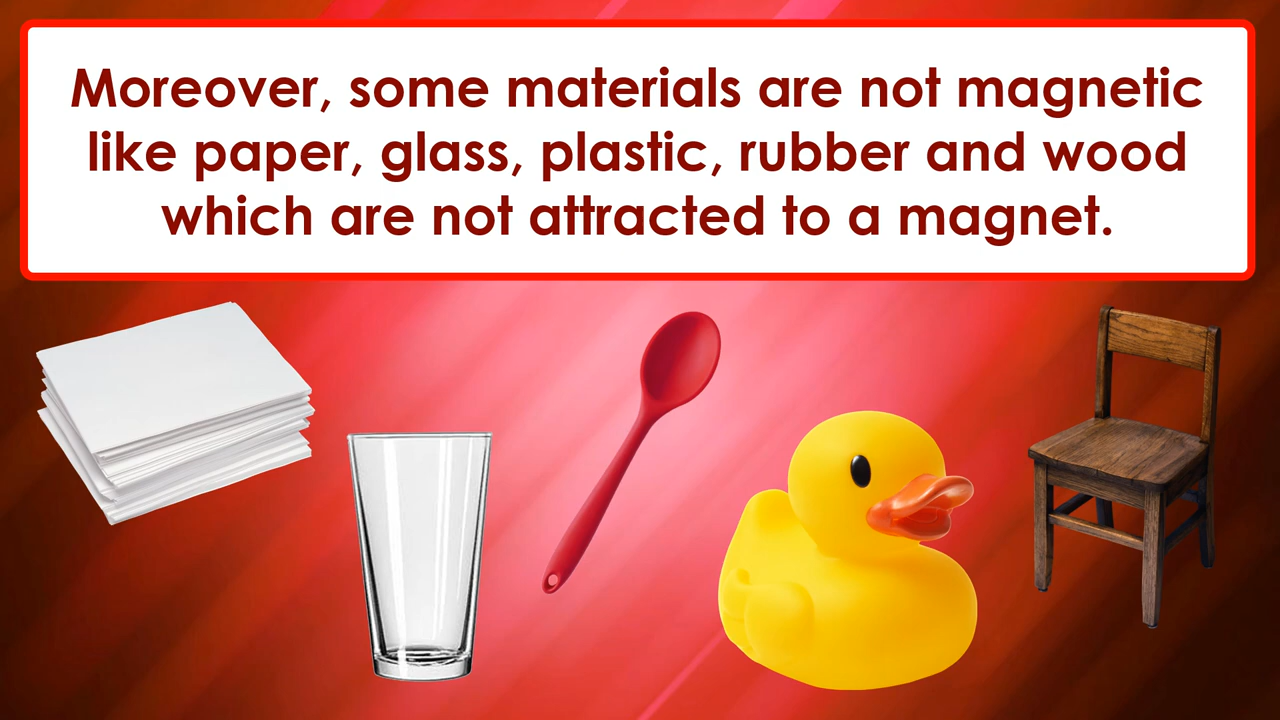 Moreover, some materials are not magnetic
like paper, glass, plastic, rubber and wood
which are not attracted to a magnet.